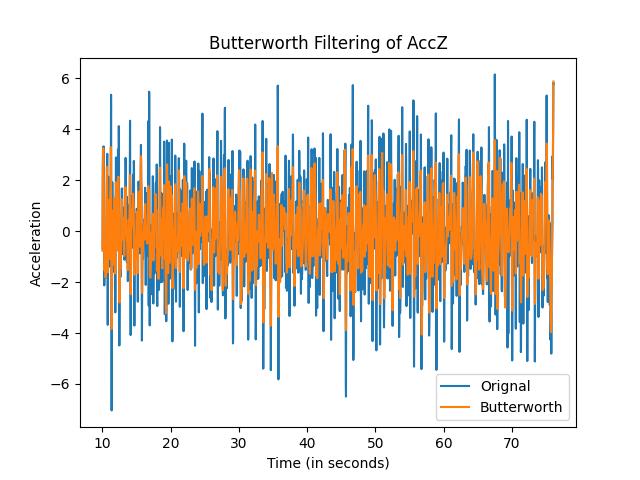 Butterworth Filtering of AccZ
Acceleration
6
4
2
0
−2
−4
−6
10
20
30
40
50
60
70
Time (in seconds)
Orignal
Butterworth